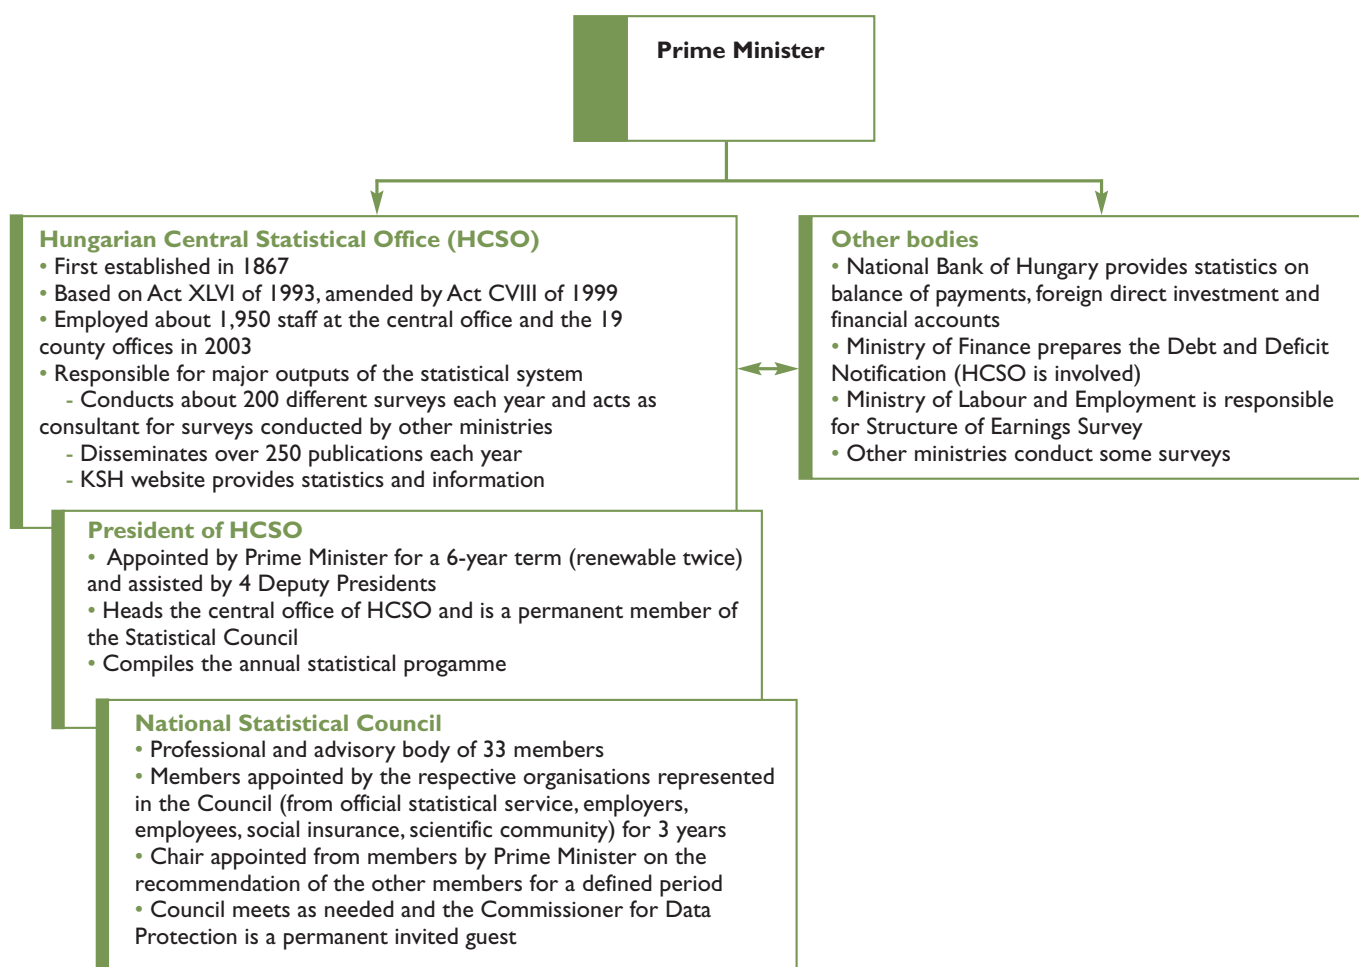 Prime Minister
Hungarian Central Statistical Office (HCSO)
• First established in 1867
• Based on Act XLVI of 1993, amended by Act CVIII of 1999
• Employed about 1,950 staff at the central office and the 19
county offices in 2003
• Responsible for major outputs of the statistical system
- Conducts about 200 different surveys each year and acts as
consultant for surveys conducted by other ministries
- Disseminates over 250 publications each year
- KSH website provides statistics and information
Other bodies
• National Bank of Hungary provides statistics on
balance of payments, foreign direct investment and
financial accounts
• Ministry of Finance prepares the Debt and Deficit
Notification (HCSO is involved)
• Ministry of Labour and Employment is responsible
for Structure of Earnings Survey
• Other ministries conduct some surveys
President of HCSO
• Appointed by Prime Minister for a 6-year term (renewable twice)
and assisted by 4 Deputy Presidents
• Heads the central office of HCSO and is a permanent member of
the Statistical Council
• Compiles the annual statistical progamme
National Statistical Council
• Professional and advisory body of 33 members
• Members appointed by the respective organisations represented
in the Council (from official statistical service, employers,
employees, social insurance, scientific community) for 3 years
• Chair appointed from members by Prime Minister on the
recommendation of the other members for a defined period
• Council meets as needed and the Commissioner for Data
Protection is a permanent invited guest